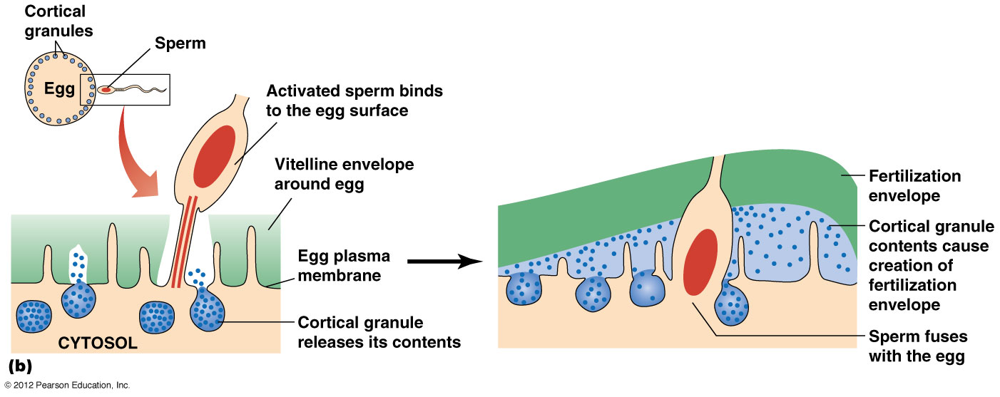 Cortical
granules
Sperm
Egg
Activated sperm binds
to the egg surface
Vitelline envelope
around egg
Egg plasma
membrane
Cortical granule
releases its contents
CYTOSOL
Fertilization
envelope
Cortical granule
contents cause
creation of
fertilization
envelope
Sperm fuses
with the egg
(b)
© 2012 Pearson Education, Inc.